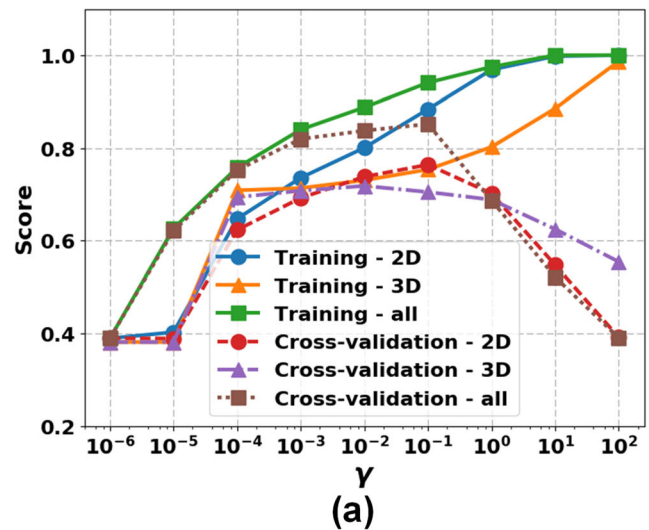 1.0
0.8
0.6
0.4
0.2
Score
Training - 2D
Training - 3D
Training - all
Cross-validation - 2D
Cross-validation - 3D
Cross-validation - all
10⁻⁶ 10⁻⁵ 10⁻⁴ 10⁻³ 10⁻² 10⁻¹ 10⁰ 10¹ 10²
γ
(a)